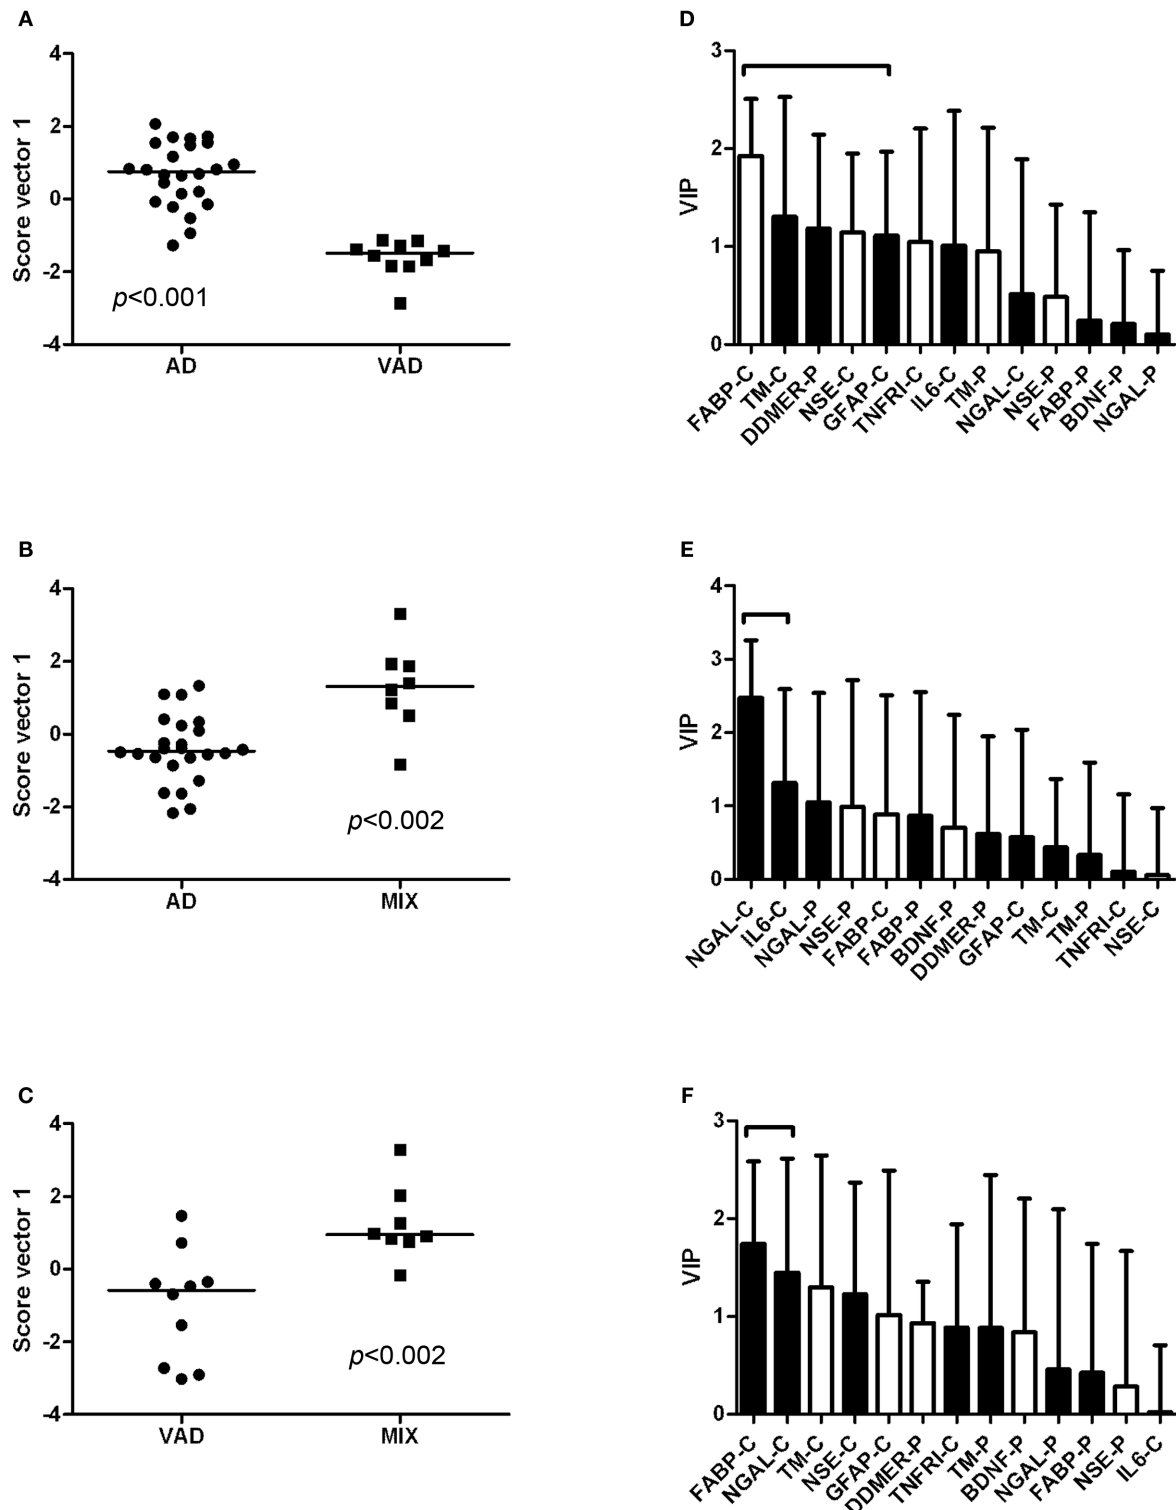 A
Score vector 1
4
2
0
-2
-4
p<0.001
AD
VAD
D
VIP
3
2
1
0
FABP-C
TM-C
DDMER-P
NSE-C
GFAP-C
TNFRI-C
IL6-C
TM-P
NGAL-C
NSE-P
FABP-P
BDNF-P
NGAL-P
B
Score vector 1
4
2
0
-2
-4
p<0.002
AD
MIX
E
VIP
4
3
2
1
0
NGAL-C
IL6-C
NGAL-P
NSE-P
FABP-C
FABP-P
BDNF-P
DDMER-P
GFAP-C
TM-C
TM-P
TNFRI-C
NSE-C
C
Score vector 1
4
2
0
-2
-4
p<0.002
VAD
MIX
F
VIP
3
2
1
0
FABP-C
NGAL-C
TM-C
NSE-C
GFAP-C
DDMER-P
TNFRI-C
TM-P
BDNF-P
NGAL-P
FABP-P
NSE-P
IL6-C